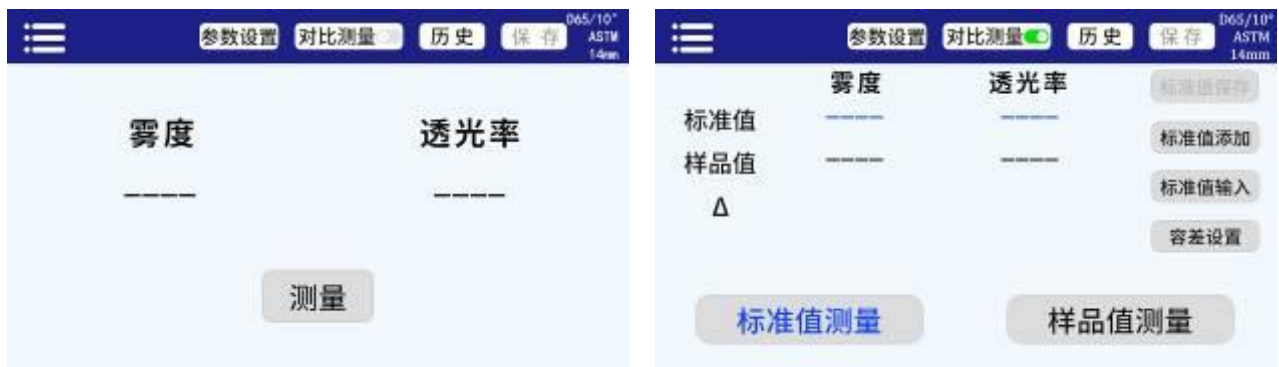 参数设置 对比测量 历史 保存
D65/10°
ASTM
14mm
雾度 透光率
---- ----
测量
参数设置 对比测量 历史 保存
D65/10°
ASTM
14mm
雾度 透光率
标准值保存
标准值 ---- ----
标准值添加
样品值 ---- ----
标准值输入
Δ
容差设置
标准值测量 样品值测量